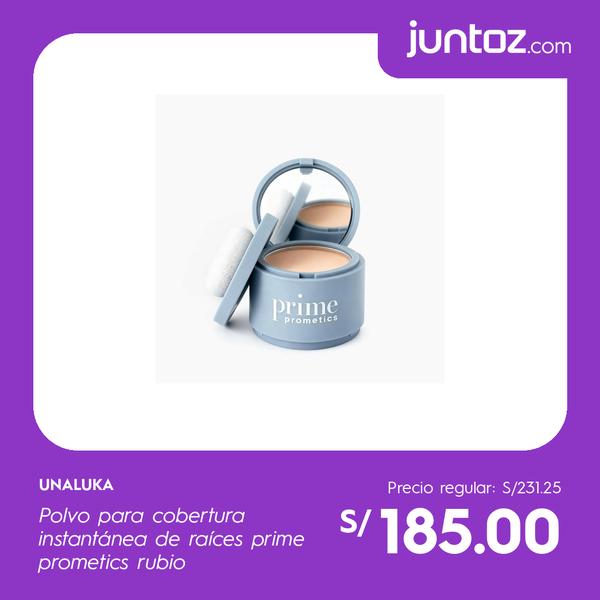 juntoz.com
prime
prometics
UNALUKA
Polvo para cobertura
instantánea de raíces prime
prometics rubio
Precio regular: S/231.25
S/185.00